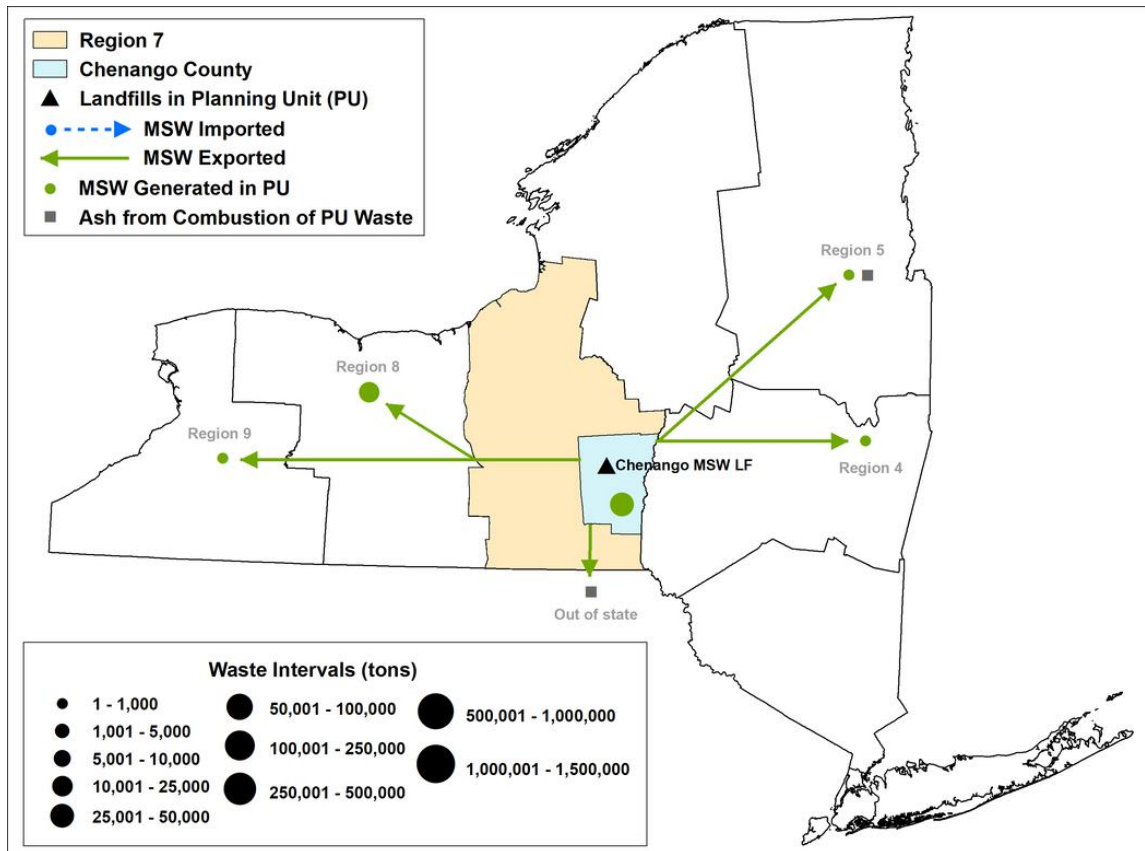 Region 7
Chenango County
Landfills in Planning Unit (PU)
MSW Imported
MSW Exported
MSW Generated in PU
Ash from Combustion of PU Waste
Region 5
Region 8
Region 9
Chenango MSW LF
Region 4
Out of state
Waste Intervals (tons)
1 - 1,000
1,001 - 5,000
5,001 - 10,000
10,001 - 25,000
25,001 - 50,000
50,001 - 100,000
100,001 - 250,000
250,001 - 500,000
500,001 - 1,000,000
1,000,001 - 1,500,000